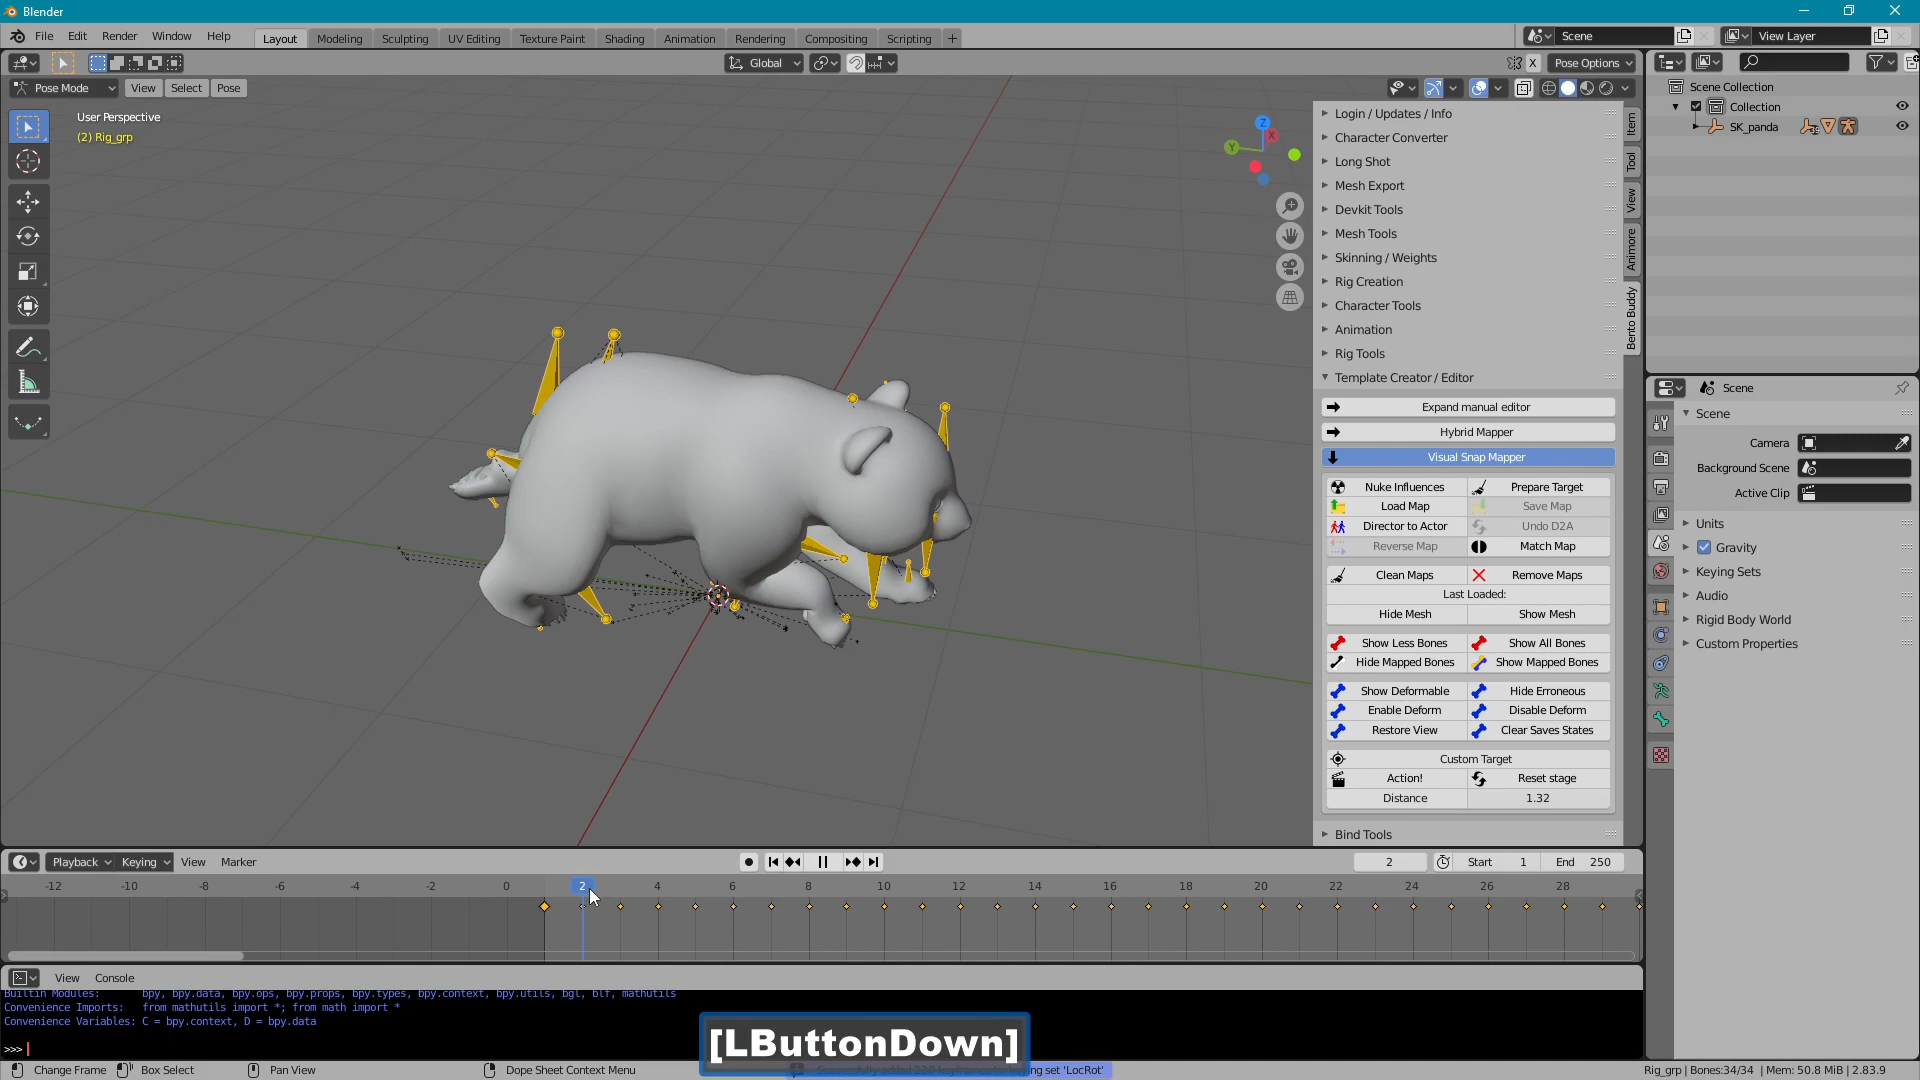 Blender
File Edit Render Window Help
Layout Modeling Sculpting UV Editing Texture Paint Shading Animation Rendering Compositing Scripting +
Scene View Layer
Global X Pose Options
Pose Mode View Select Pose
User Perspective
(2) Rig_grp
Z X Y
Login / Updates / Info
Character Converter
Long Shot
Mesh Export
Devkit Tools
Mesh Tools
Skinning / Weights
Rig Creation
Character Tools
Animation
Rig Tools
Template Creator / Editor
Expand manual editor
Hybrid Mapper
Visual Snap Mapper
Nuke Influences Prepare Target
Load Map Save Map
Director to Actor Undo D2A
Reverse Map Match Map
Clean Maps Remove Maps
Last Loaded:
Hide Mesh Show Mesh
Show Less Bones Show All Bones
Hide Mapped Bones Show Mapped Bones
Show Deformable Hide Erroneous
Enable Deform Disable Deform
Restore View Clear Saves States
Custom Target
Action! Reset stage
Distance 1.32
Bind Tools
Item
Tool
View
Animore
Bento Buddy
Scene Collection
Collection
SK_panda
Scene
Scene
Camera
Background Scene
Active Clip
Units
Gravity
Keying Sets
Audio
Rigid Body World
Custom Properties
Playback Keying View Marker
2 Start 1 End 250
-12 -10 -8 -6 -4 -2 0 2 4 6 8 10 12 14 16 18 20 22 24 26 28
View Console
Builtin Modules: bpy, bpy.data, bpy.ops, bpy.props, bpy.types, bpy.context, bpy.utils, bgl, blf, mathutils
Convenience Imports: from mathutils import *; from math import *
Convenience Variables: C = bpy.context, D = bpy.data
>>>
[LButtonDown]
Change Frame Box Select Pan View Dope Sheet Context Menu keying set 'LocRot' Rig_grp | Bones:34/34 | Mem: 50.8 MiB | 2.83.9